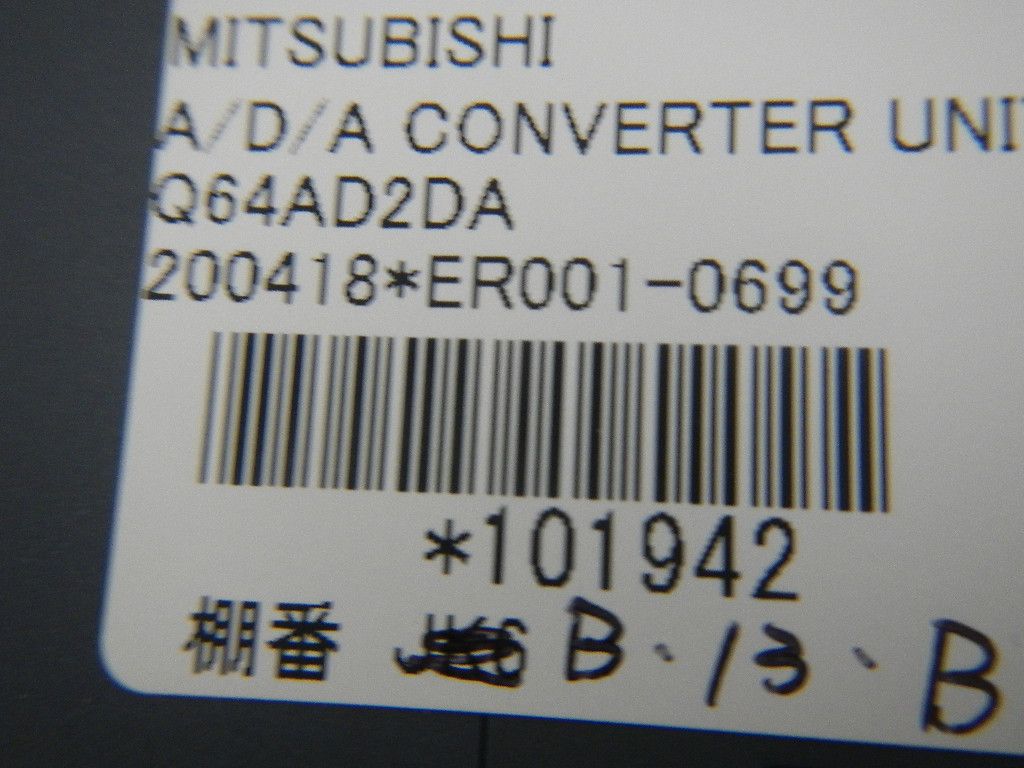 MITSUBISHI
A/D/A CONVERTER UNI
Q64AD2DA
200418*ER001-0699
*101942
棚番 B・13・B